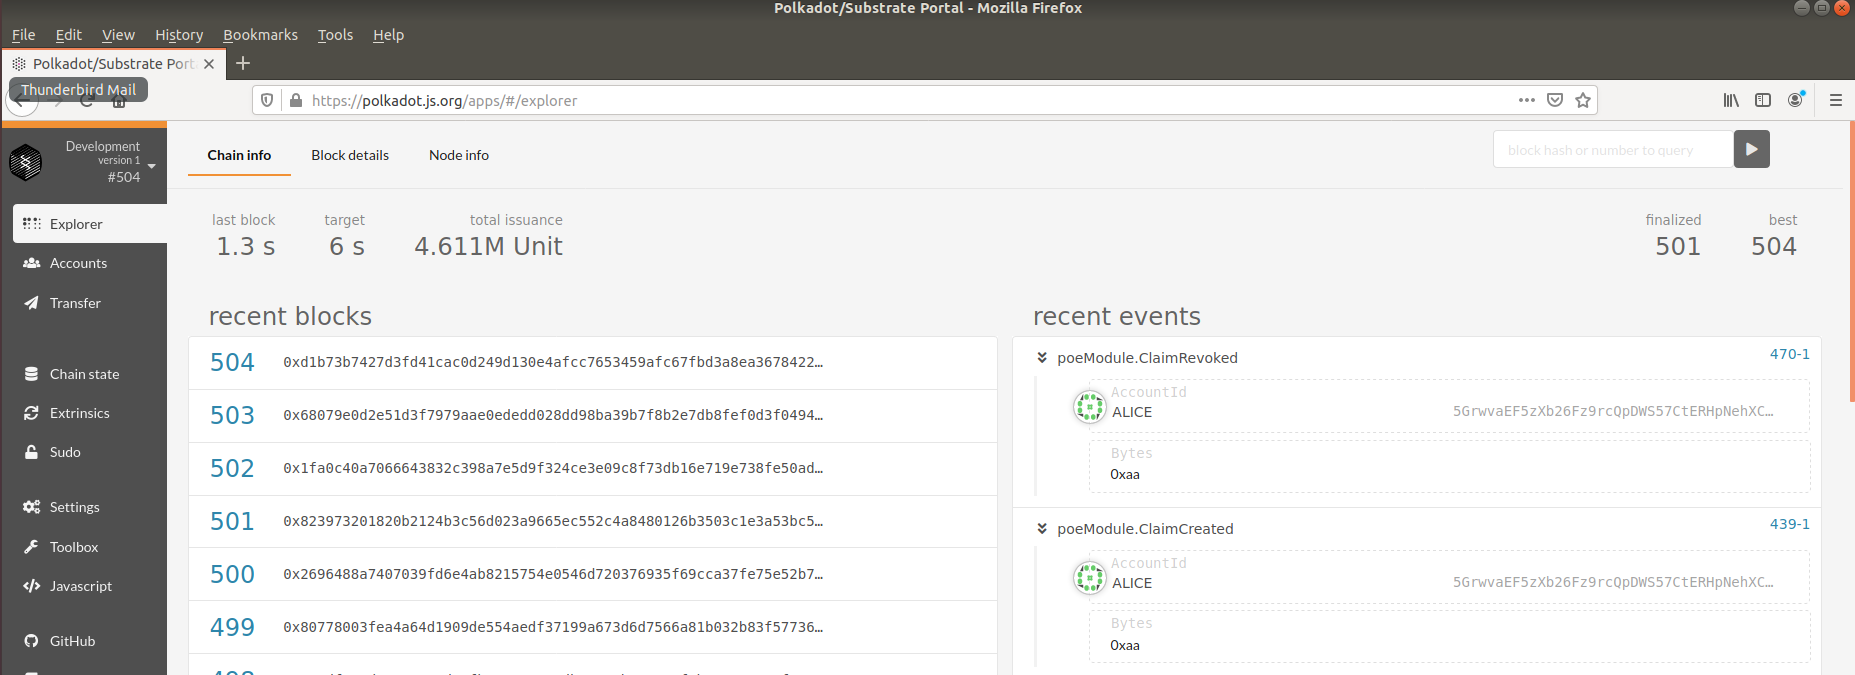 Polkadot/Substrate Portal - Mozilla Firefox
File Edit View History Bookmarks Tools Help
Polkadot/Substrate Port
Thunderbird Mail
https://polkadot.js.org/apps/#/explorer
Development
version 1
#504
Explorer
Accounts
Transfer
Chain state
Extrinsics
Sudo
Settings
Toolbox
Javascript
GitHub
Chain info Block details Node info
block hash or number to query
last block target total issuance finalized best
1.3 s 6 s 4.611M Unit 501 504
recent blocks
504 0xd1b73b7427d3fd41cac0d249d130e4afcc7653459afc67fbd3a8ea3678422…
503 0x68079e0d2e51d3f7979aae0ededd028dd98ba39b7f8b2e7db8fef0d3f0494…
502 0x1fa0c40a7066643832c398a7e5d9f324ce3e09c8f73db16e719e738fe50ad…
501 0x823973201820b2124b3c56d023a9665ec552c4a8480126b3503c1e3a53bc5…
500 0x2696488a7407039fd6e4ab8215754e0546d720376935f69cca37fe75e52b7…
499 0x80778003fea4a64d1909de554aedf37199a673d6d7566a81b032b83f57736…
recent events
poeModule.ClaimRevoked 470-1
AccountId
ALICE 5GrwvaEF5zXb26Fz9rcQpDWS57CtERHpNehXC…
Bytes
0xaa
poeModule.ClaimCreated 439-1
AccountId
ALICE 5GrwvaEF5zXb26Fz9rcQpDWS57CtERHpNehXC…
Bytes
0xaa